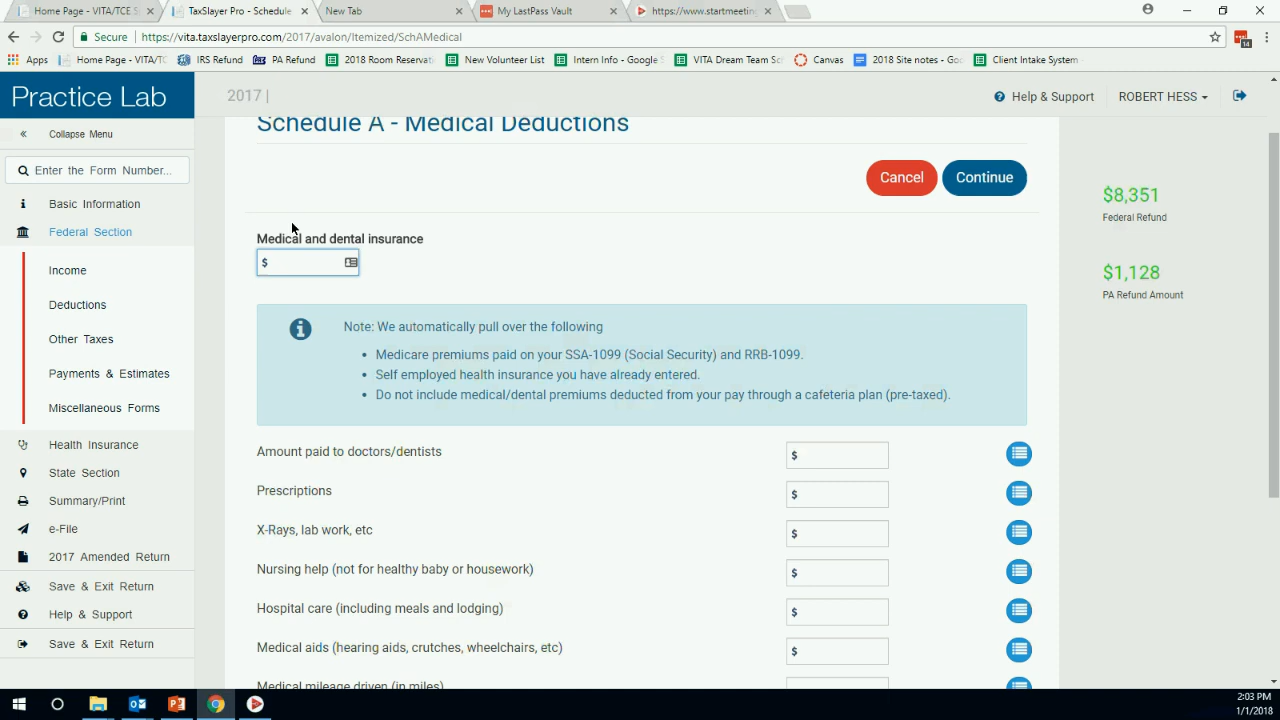 Home Page - VITA/TCE S
TaxSlayer Pro - Schedule
New Tab
My LastPass Vault
https://www.startmeetin
Secure
https://vita.taxslayerpro.com/2017/avalon/Itemized/SchAMedical
14
Apps
Home Page - VITA/TC
IRS Refund
PA Refund
2018 Room Reservat
New Volunteer List
Intern Info - Google
VITA Dream Team Sc
Canvas
2018 Site notes - Goo
Client Intake System
Practice Lab
2017 |
Help & Support
ROBERT HESS
Collapse Menu
Enter the Form Number...
Basic Information
Federal Section
Income
Deductions
Other Taxes
Payments & Estimates
Miscellaneous Forms
Health Insurance
State Section
Summary/Print
e-File
2017 Amended Return
Save & Exit Return
Help & Support
Save & Exit Return
Schedule A - Medical Deductions
Cancel
Continue
Medical and dental insurance
$
Note: We automatically pull over the following
• Medicare premiums paid on your SSA-1099 (Social Security) and RRB-1099.
• Self employed health insurance you have already entered.
• Do not include medical/dental premiums deducted from your pay through a cafeteria plan (pre-taxed).
Amount paid to doctors/dentists $
Prescriptions $
X-Rays, lab work, etc $
Nursing help (not for healthy baby or housework) $
Hospital care (including meals and lodging) $
Medical aids (hearing aids, crutches, wheelchairs, etc) $
Medical mileage driven (in miles)
$8,351
Federal Refund
$1,128
PA Refund Amount
2:03 PM
1/1/2018